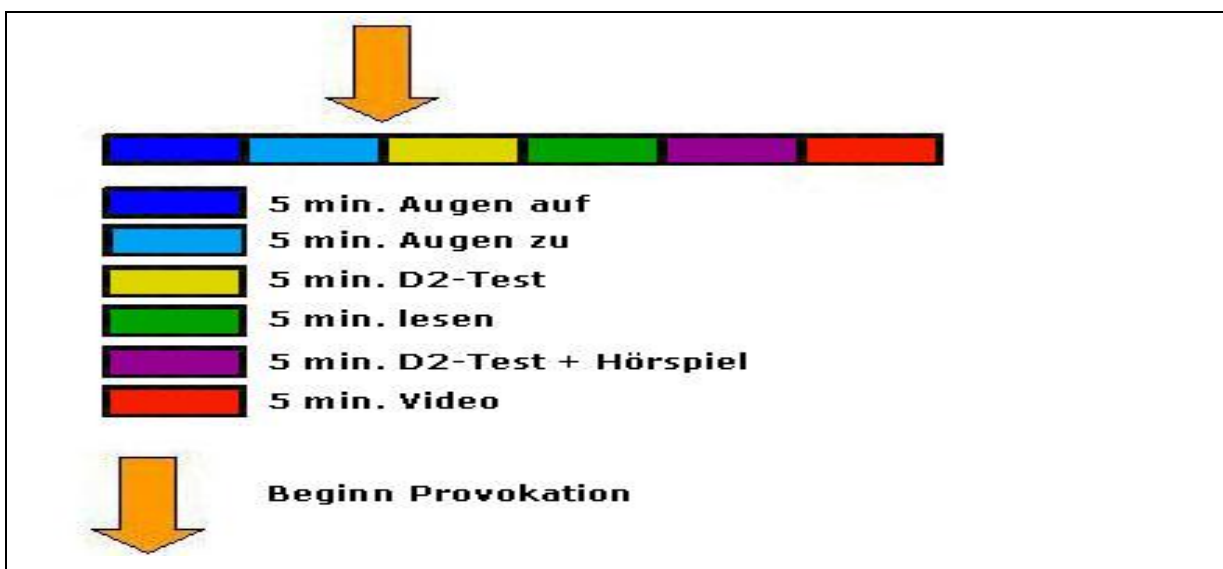 5 min. Augen auf
5 min. Augen zu
5 min. D2-Test
5 min. lesen
5 min. D2-Test + Hörspiel
5 min. Video
Beginn Provokation